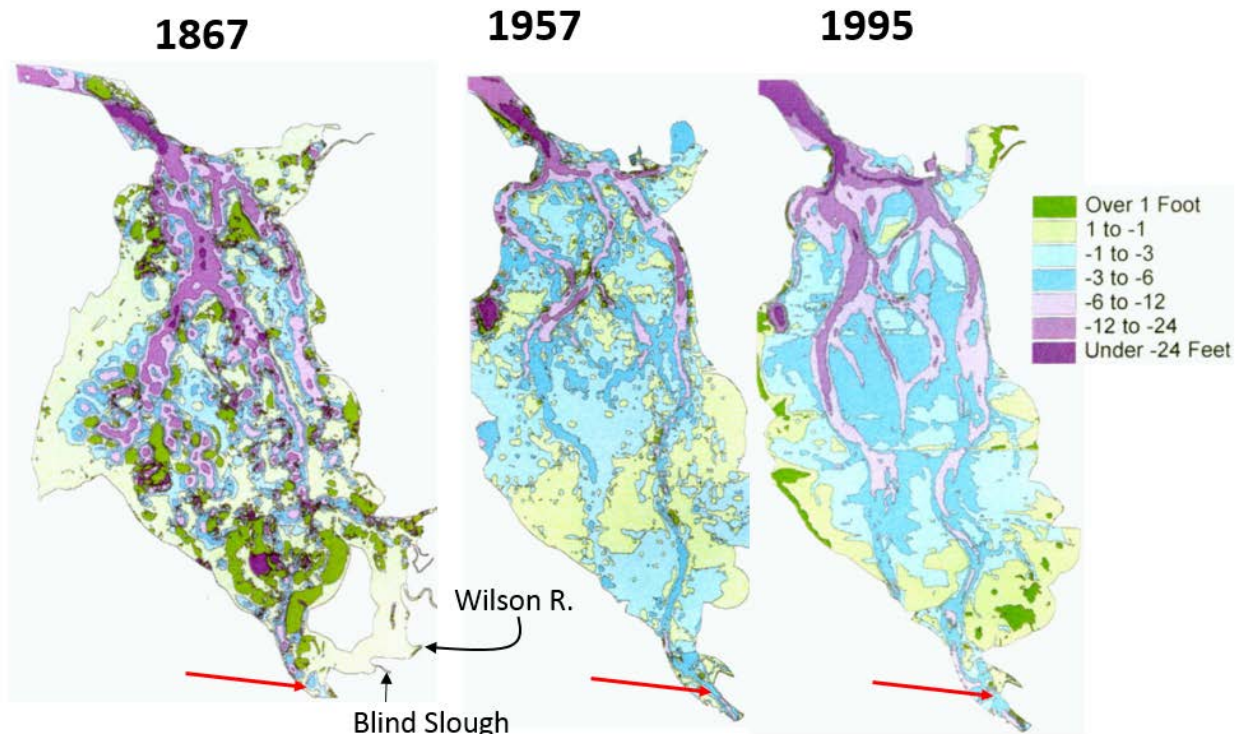 1867
1957
1995
Over 1 Foot
1 to -1
-1 to -3
-3 to -6
-6 to -12
-12 to -24
Under -24 Feet
Wilson R.
Blind Slough